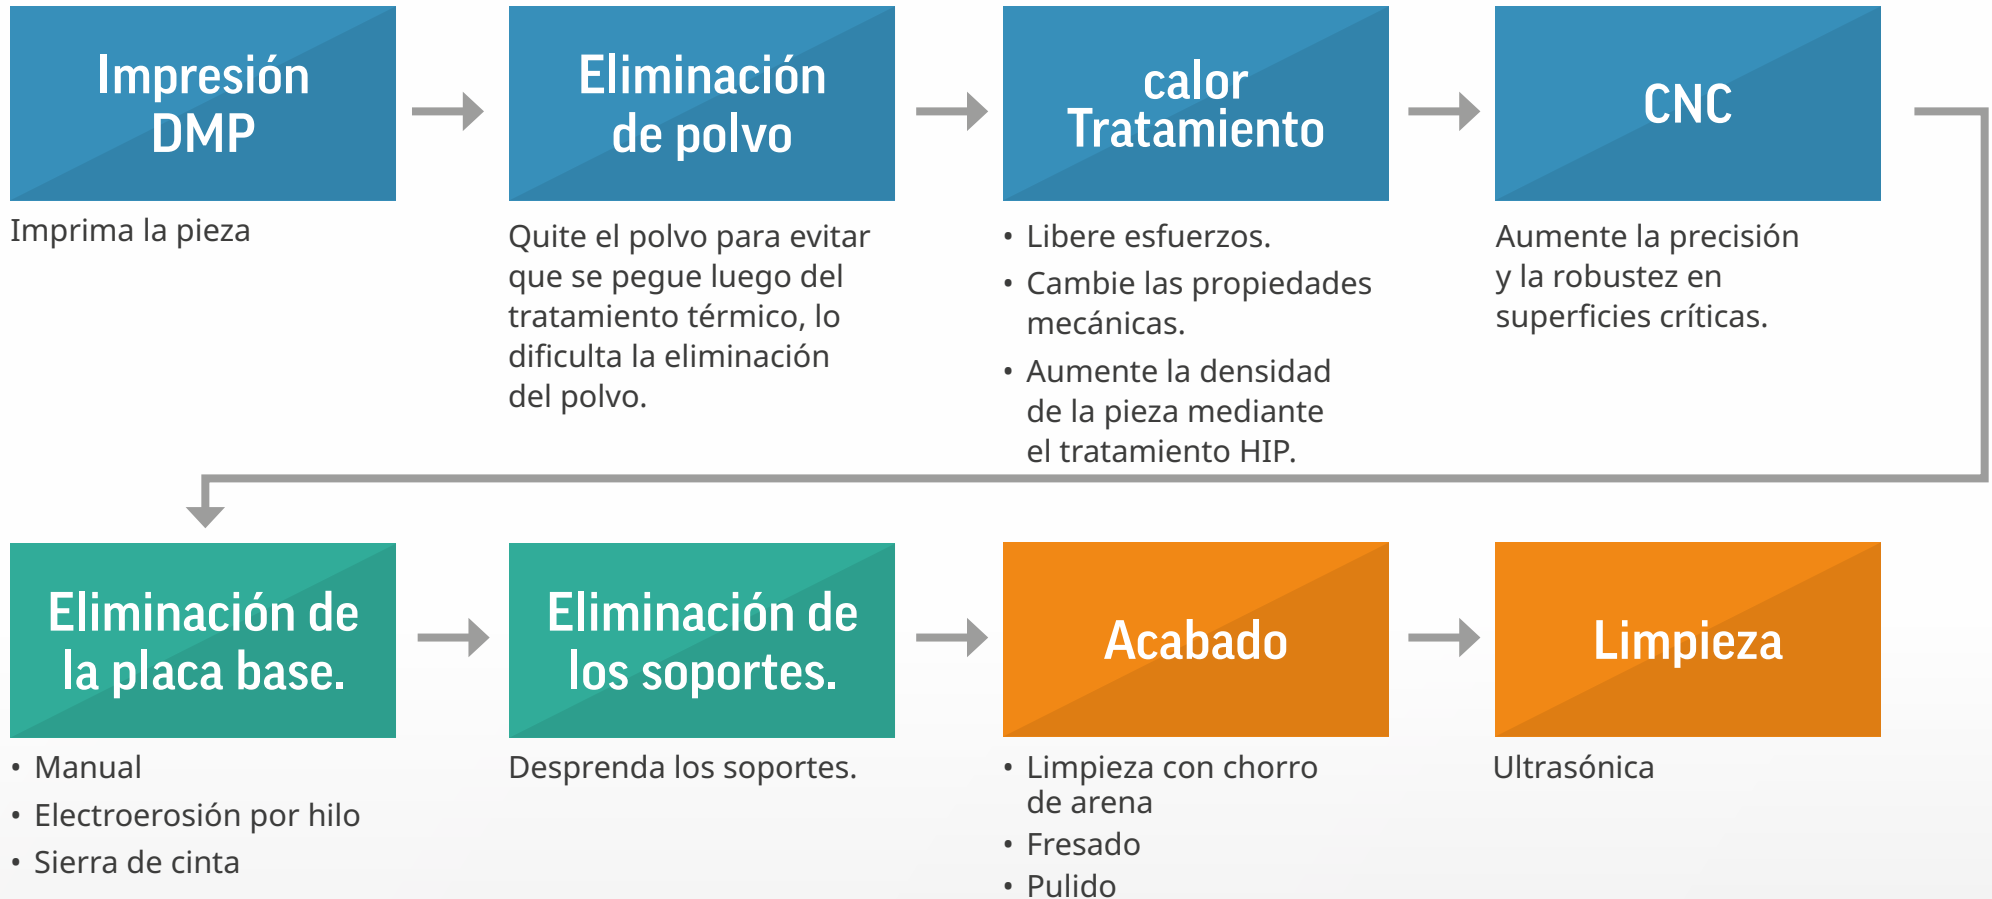 Impresión
DMP
Imprima la pieza
Eliminación
de polvo
Quite el polvo para evitar
que se pegue luego del
tratamiento térmico, lo
dificulta la eliminación
del polvo.
calor
Tratamiento
• Libere esfuerzos.
• Cambie las propiedades
mecánicas.
• Aumente la densidad
de la pieza mediante
el tratamiento HIP.
CNC
Aumente la precisión
y la robustez en
superficies críticas.
Eliminación de
la placa base.
• Manual
• Electroerosión por hilo
• Sierra de cinta
Eliminación de
los soportes.
Desprenda los soportes.
Acabado
• Limpieza con chorro
de arena
• Fresado
• Pulido
Limpieza
Ultrasónica